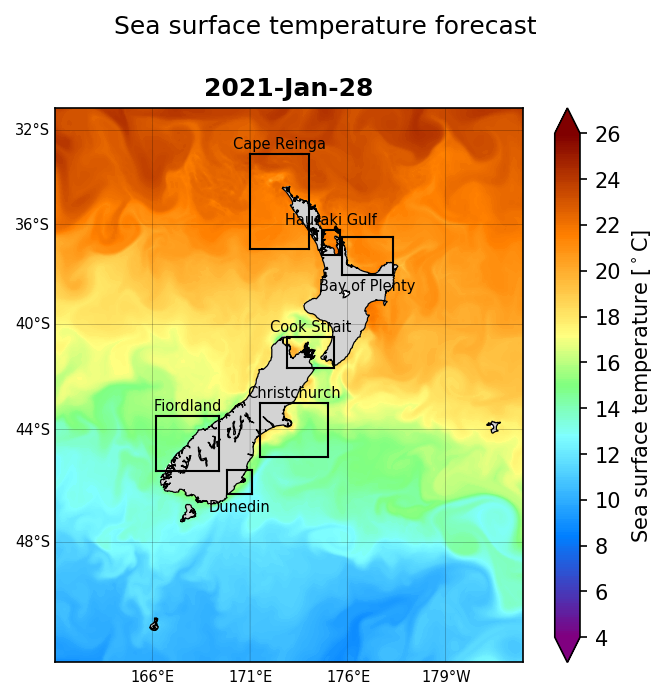 Sea surface temperature forecast
2021-Jan-28
32°S
36°S
40°S
44°S
48°S
166°E
171°E
176°E
179°W
Cape Reinga
Hauraki Gulf
Bay of Plenty
Cook Strait
Christchurch
Fiordland
Dunedin
26
24
22
20
18
16
14
12
10
8
6
4
Sea surface temperature [°C]